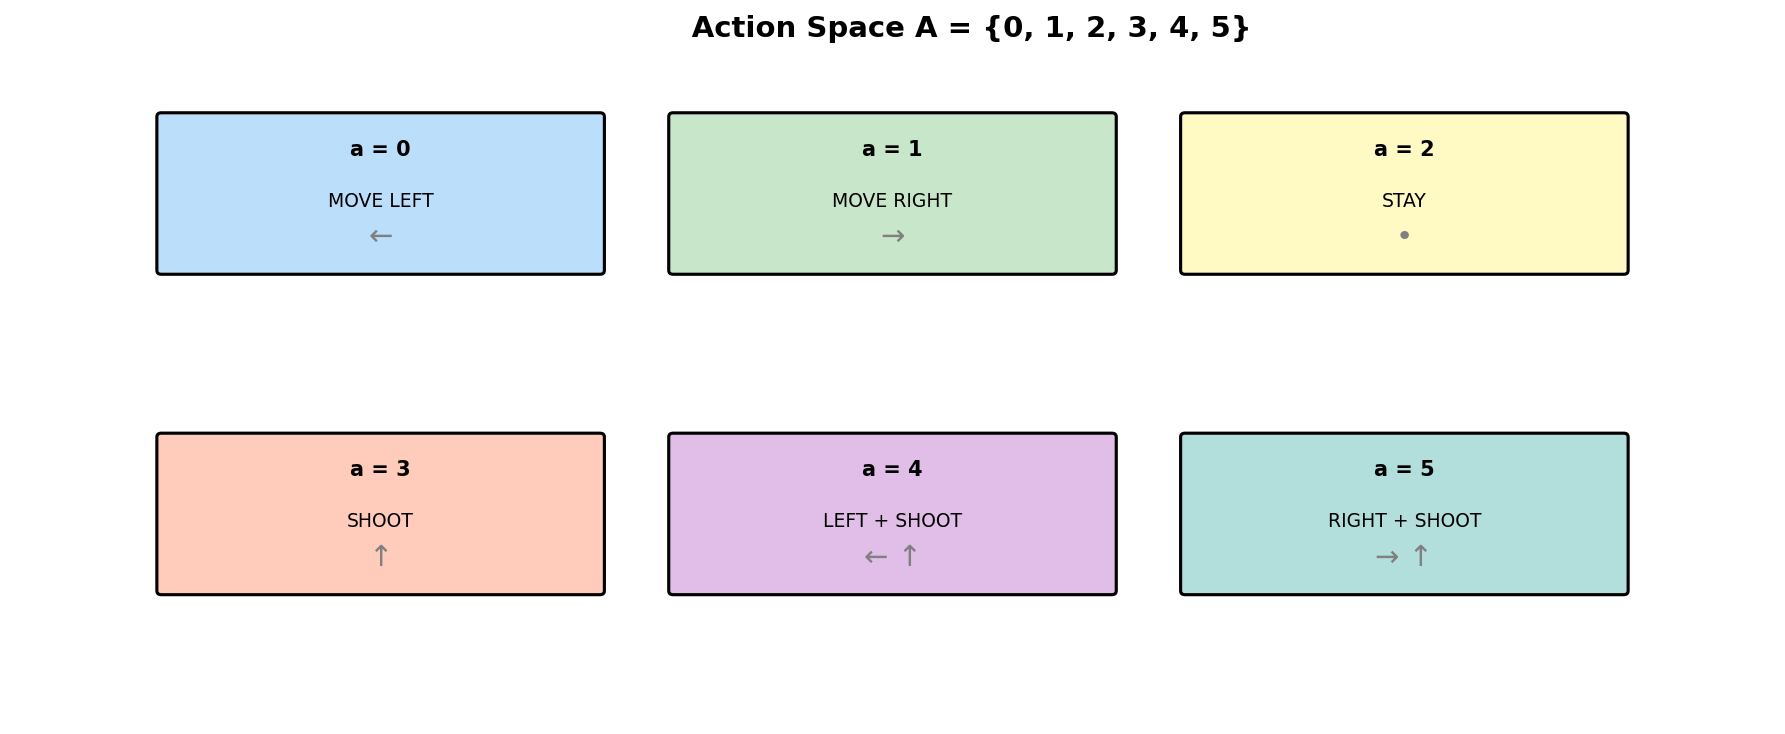 Action Space A = {0, 1, 2, 3, 4, 5}
a = 0
MOVE LEFT
←
a = 1
MOVE RIGHT
→
a = 2
STAY
•
a = 3
SHOOT
↑
a = 4
LEFT + SHOOT
← ↑
a = 5
RIGHT + SHOOT
→ ↑